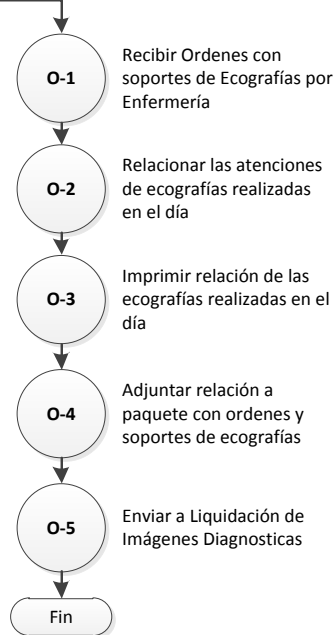 O-1
Recibir Ordenes con
soportes de Ecografías por
Enfermería
O-2
Relacionar las atenciones
de ecografías realizadas
en el día
O-3
Imprimir relación de las
ecografías realizadas en el
día
O-4
Adjuntar relación a
paquete con ordenes y
soportes de ecografías
O-5
Enviar a Liquidación de
Imágenes Diagnosticas
Fin